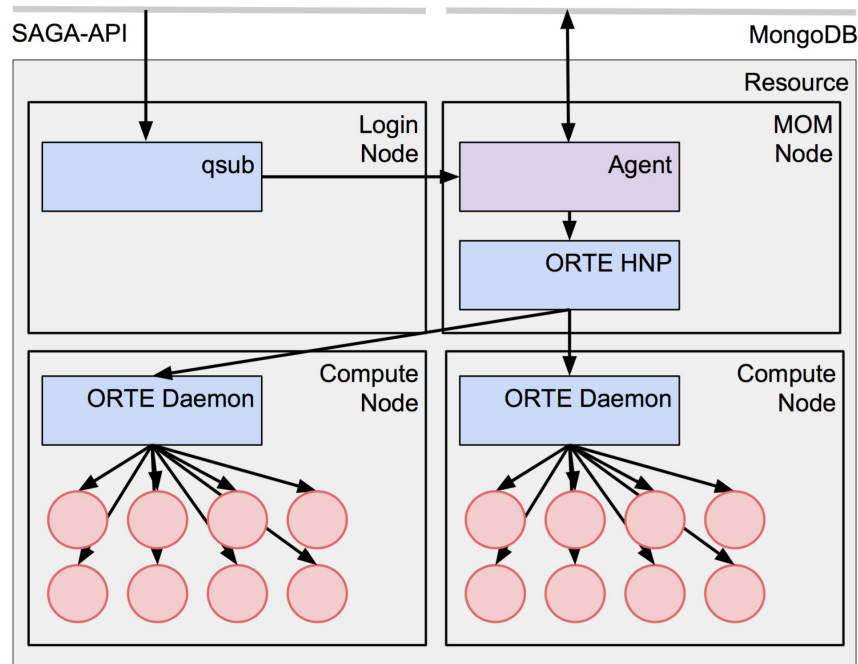 SAGA-API
MongoDB
Resource
Login
Node
MOM
Node
qsub
Agent
ORTE HNP
Compute
Node
Compute
Node
ORTE Daemon
ORTE Daemon